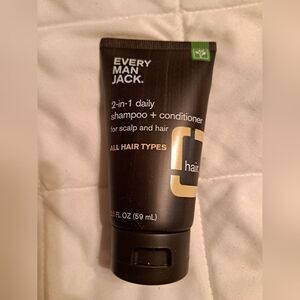 EVERY
MAN
JACK.
2-in-1 daily
shampoo + conditioner
for scalp and hair
ALL HAIR TYPES
hair
FL OZ (59 mL)